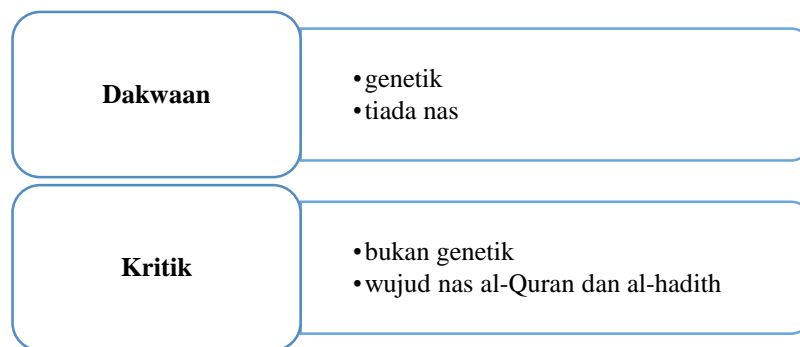 Dakwaan
•genetik
•tiada nas
Kritik
•bukan genetik
•wujud nas al-Quran dan al-hadith